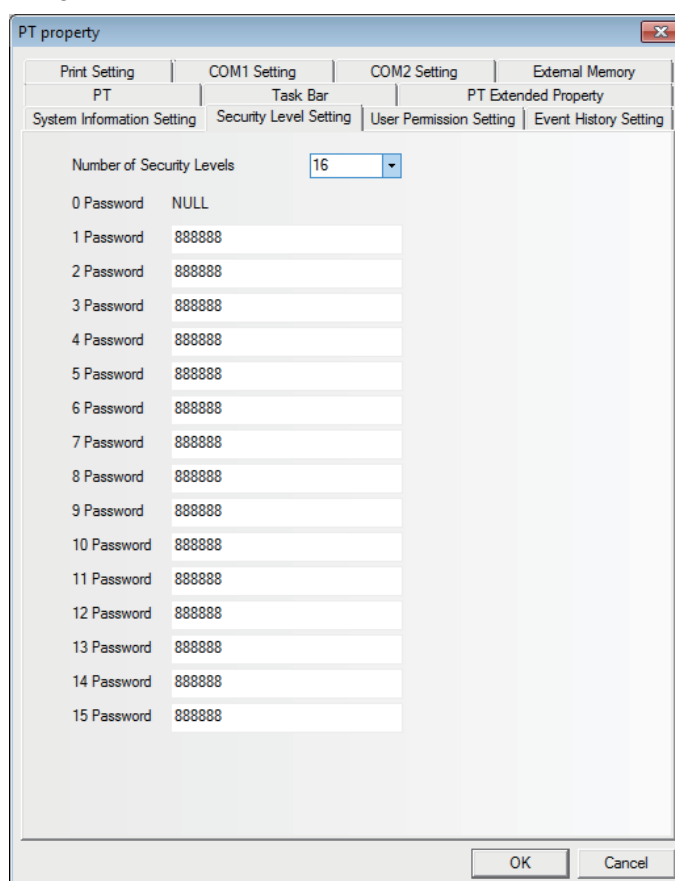 PT property
Print Setting COM1 Setting COM2 Setting External Memory
PT Task Bar PT Extended Property
System Information Setting Security Level Setting User Permission Setting Event History Setting
Number of Security Levels 16
0 Password NULL
1 Password 888888
2 Password 888888
3 Password 888888
4 Password 888888
5 Password 888888
6 Password 888888
7 Password 888888
8 Password 888888
9 Password 888888
10 Password 888888
11 Password 888888
12 Password 888888
13 Password 888888
14 Password 888888
15 Password 888888
OK Cancel